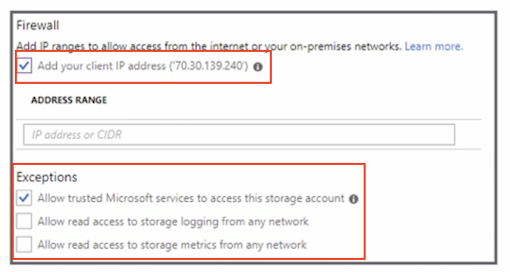 Firewall
Add IP ranges to allow access from the internet or your on-premises networks. Learn more.
Add your client IP address ('70.30.139.240')
ADDRESS RANGE
IP address or CIDR
Exceptions
Allow trusted Microsoft services to access this storage account
Allow read access to storage logging from any network
Allow read access to storage metrics from any network